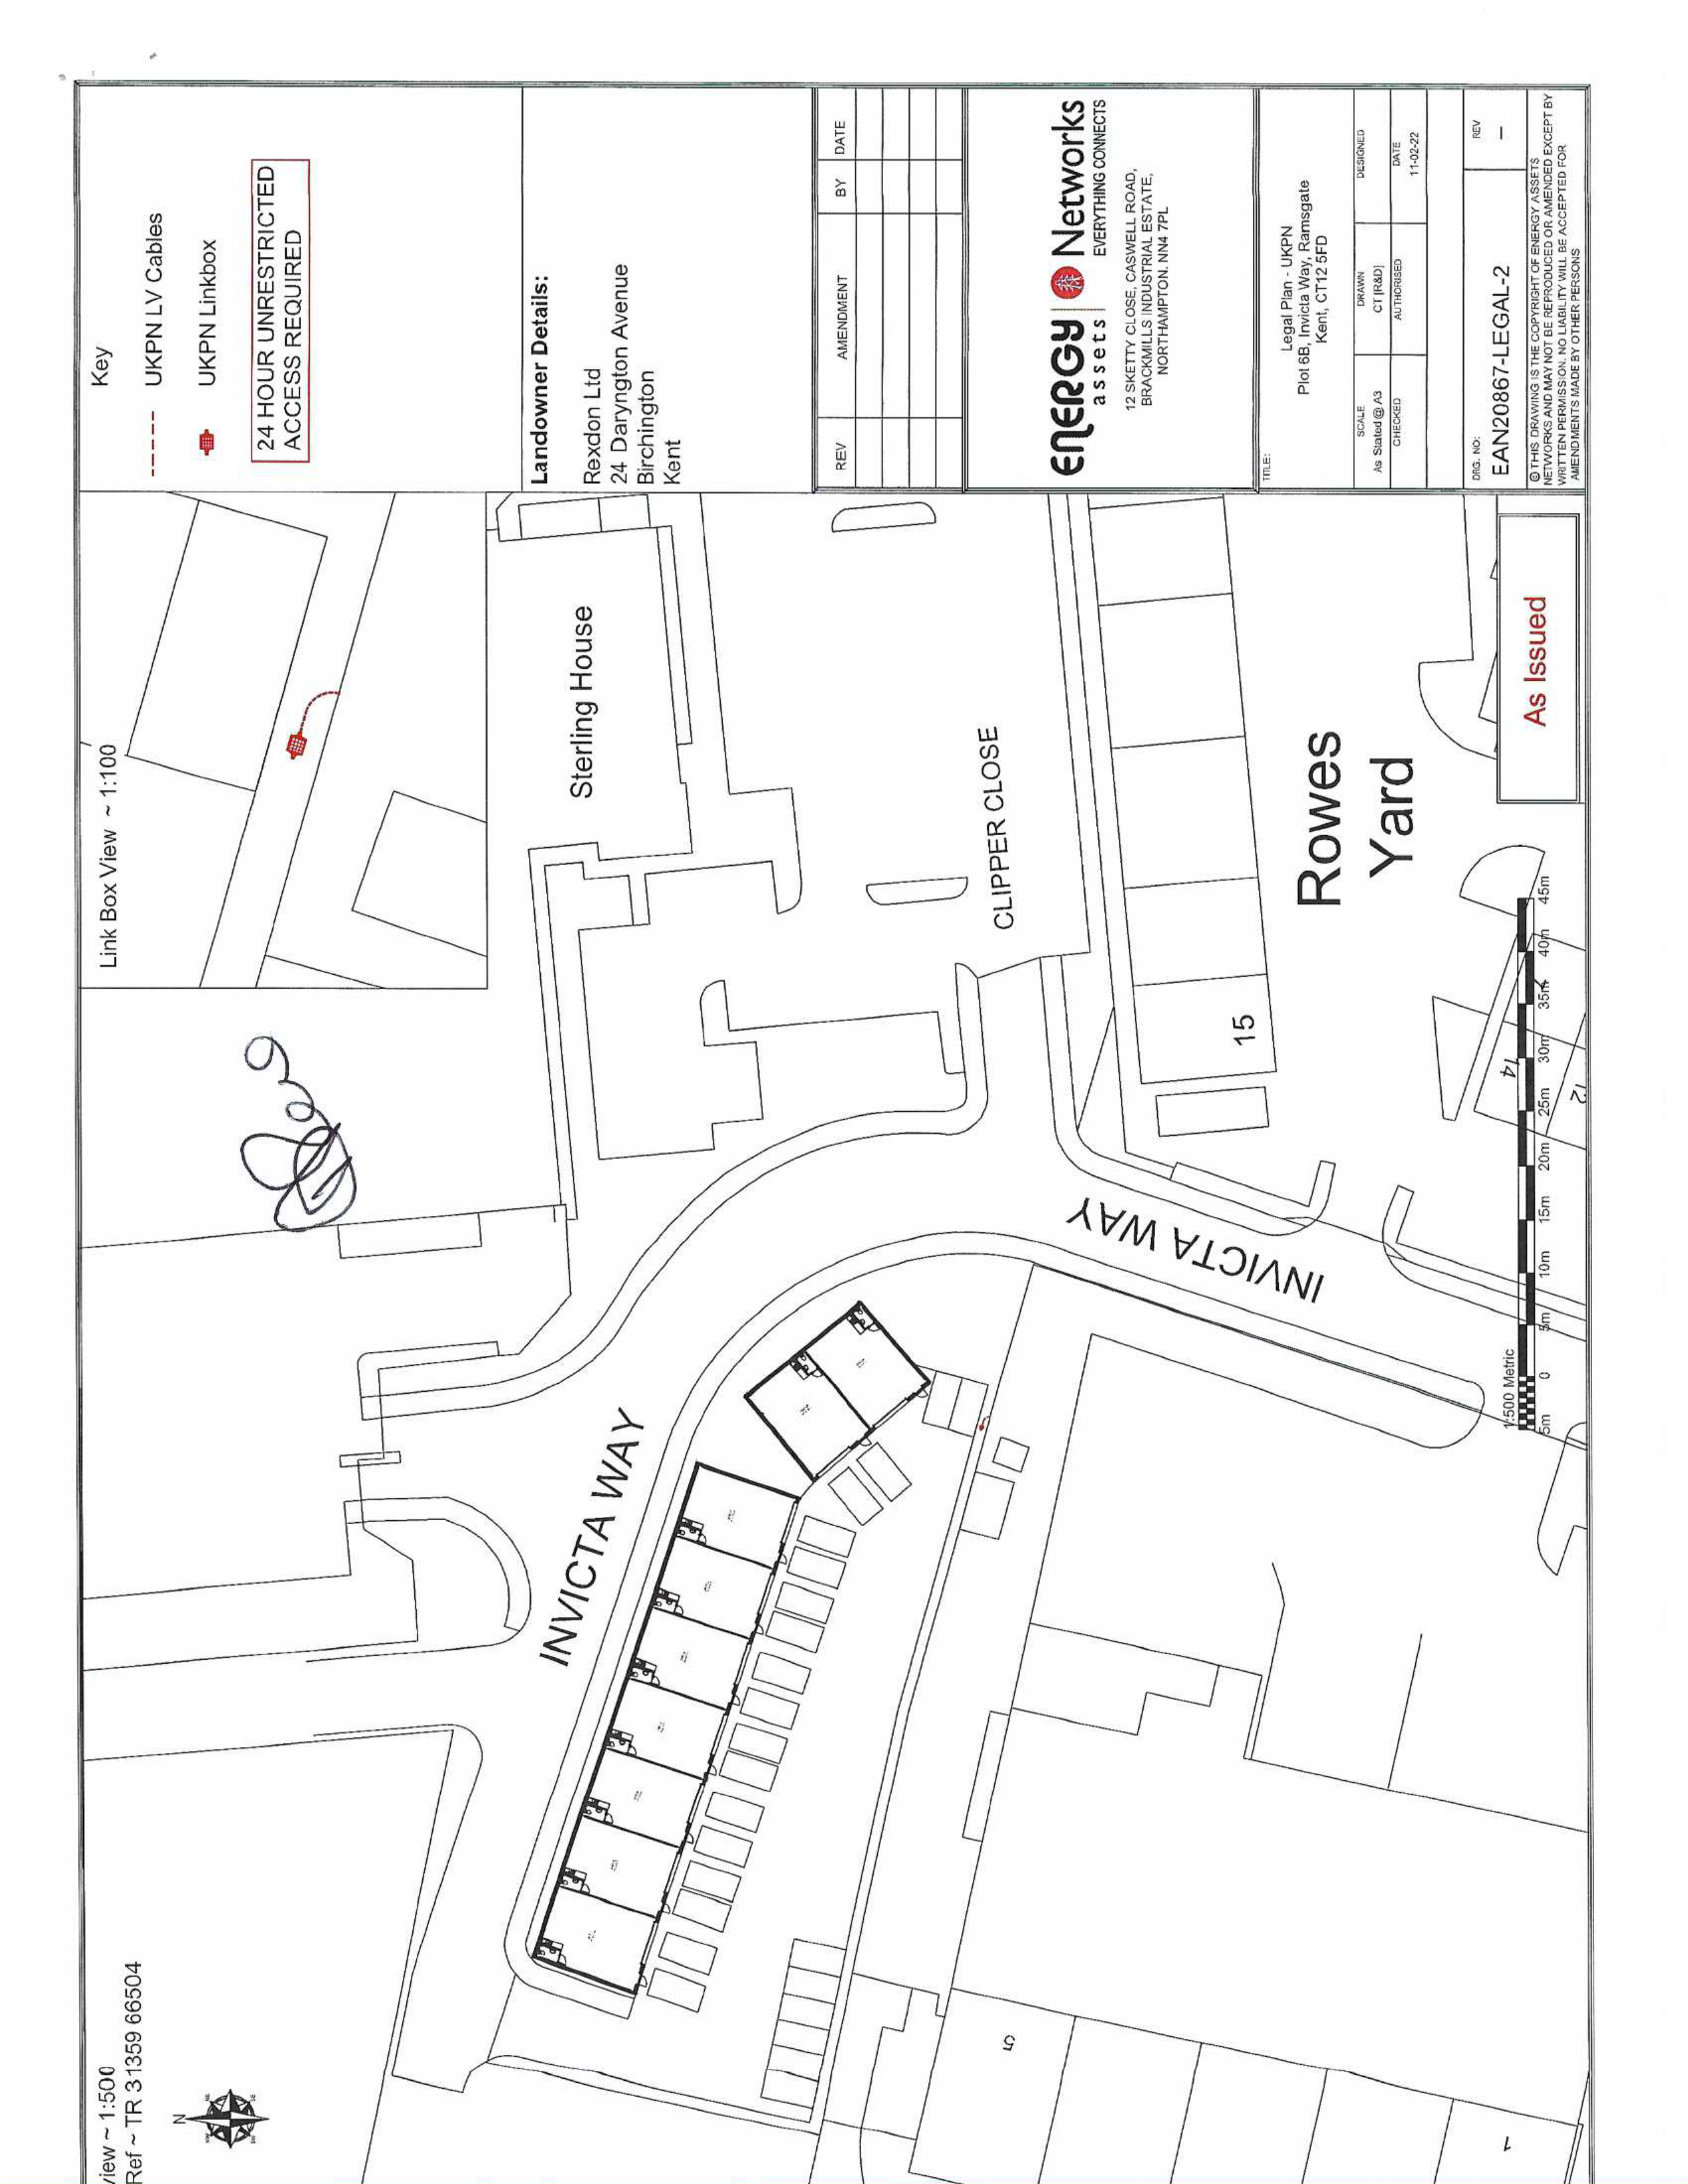 view ~ 1:500
Ref ~ TR 31359 66504
N
Link Box View ~ 1:100
Key
UKPN LV Cables
UKPN Linkbox
24 HOUR UNRESTRICTED
ACCESS REQUIRED
Landowner Details:
Rexdon Ltd
24 Daryngton Avenue
Birchington
Kent
REV AMENDMENT BY DATE
ENERGY assets Networks
EVERYTHING CONNECTS
12 SKETTY CLOSE, CASWELL ROAD,
BRACKMILLS INDUSTRIAL ESTATE,
NORTHAMPTON. NN4 7PL
TITLE:
Legal Plan - UKPN
Plot 6B, Invicta Way, Ramsgate
Kent, CT12 5FD
SCALE DRAWN DESIGNED
As Stated @ A3 CT [R&D]
CHECKED AUTHORISED DATE
11-02-22
DRG. NO: REV
EAN20867-LEGAL-2 –
© THIS DRAWING IS THE COPYRIGHT OF ENERGY ASSETS
NETWORKS AND MAY NOT BE REPRODUCED OR AMENDED EXCEPT BY
WRITTEN PERMISSION. NO LIABILITY WILL BE ACCEPTED FOR
AMENDMENTS MADE BY OTHER PERSONS
Sterling House
CLIPPER CLOSE
INVICTA WAY
INVICTA WAY
15
Rowes
Yard
As Issued
14
12
5
1
1:500 Metric
5m 0 5m 10m 15m 20m 25m 30m 35m 40m 45m